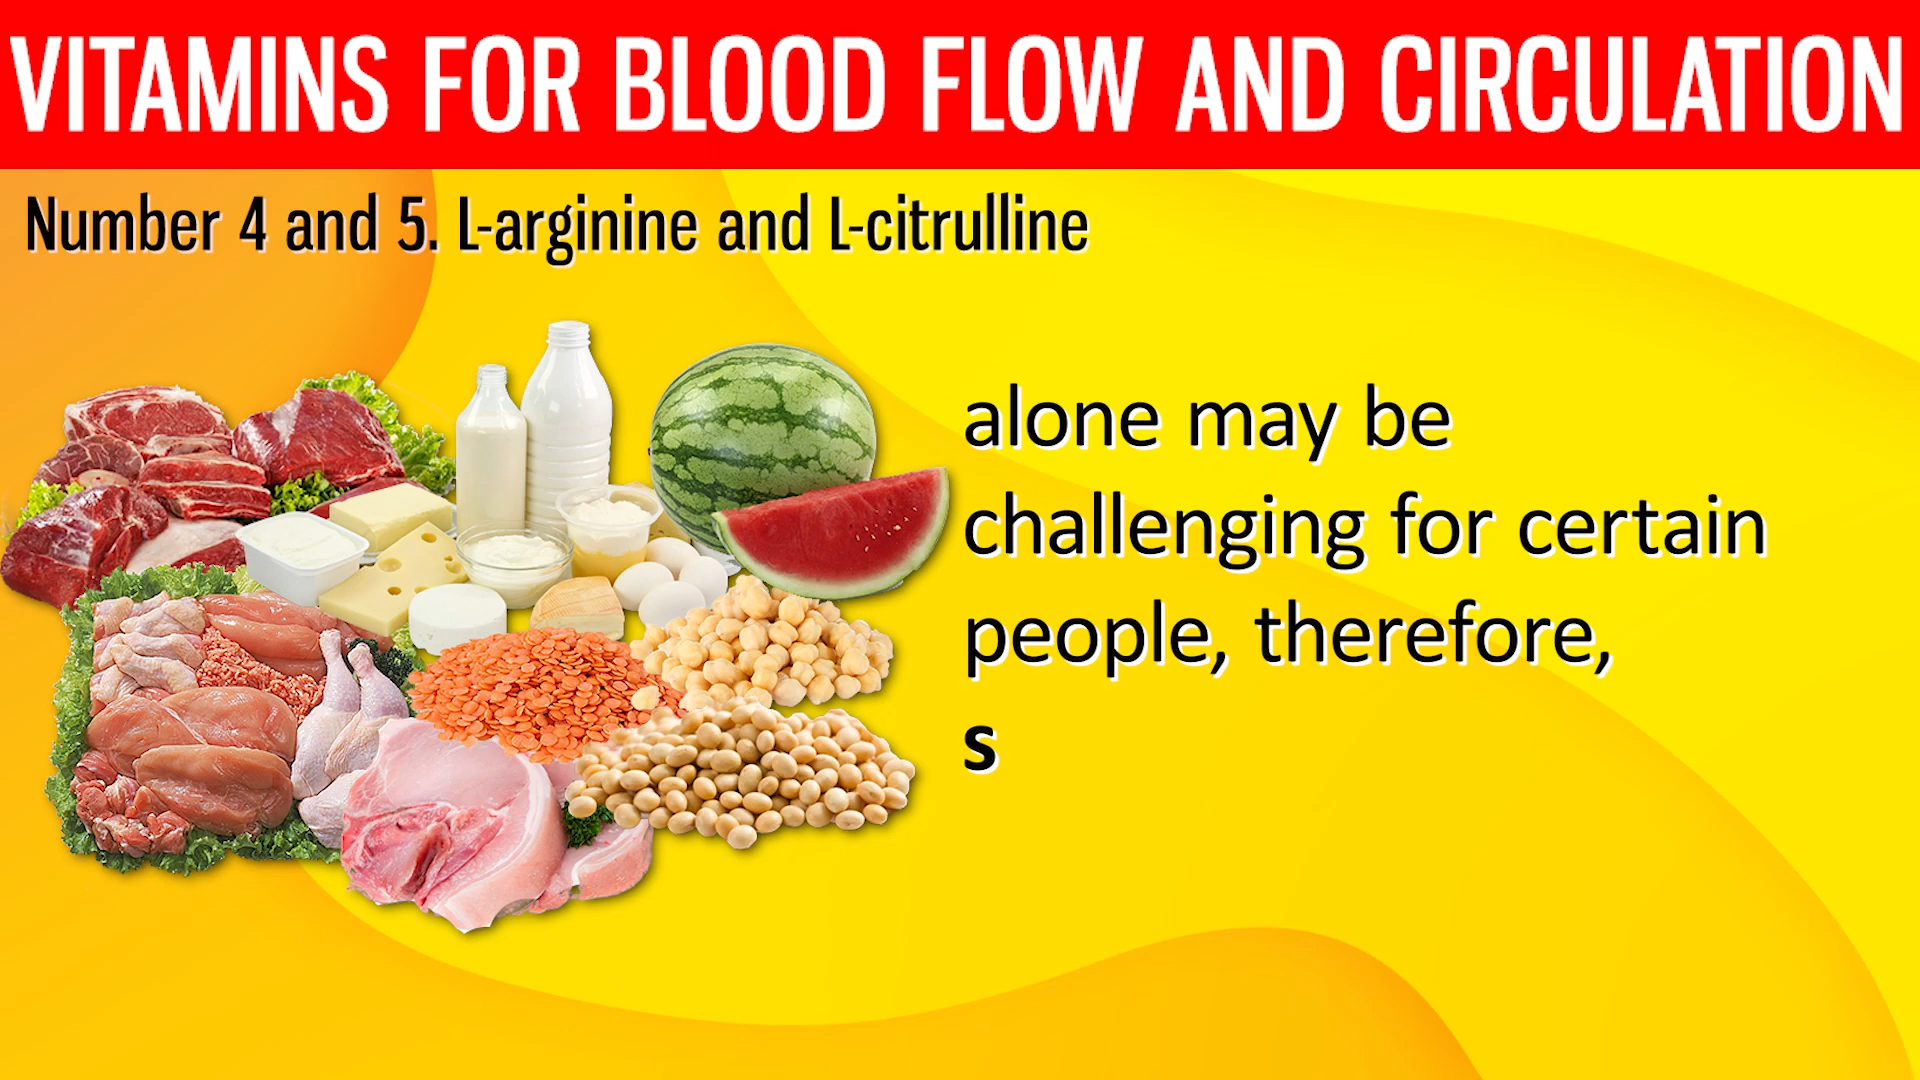 VITAMINS FOR BLOOD FLOW AND CIRCULATION
Number 4 and 5. L-arginine and L-citrulline
alone may be
challenging for certain
people, therefore,
s